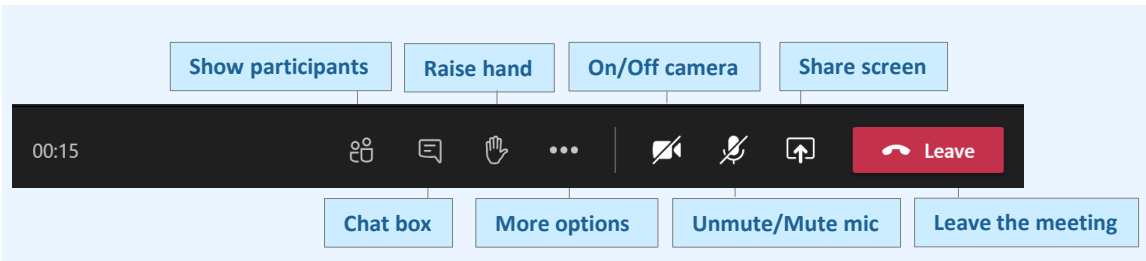 Show participants
Raise hand
On/Off camera
Share screen
00:15
Leave
Chat box
More options
Unmute/Mute mic
Leave the meeting